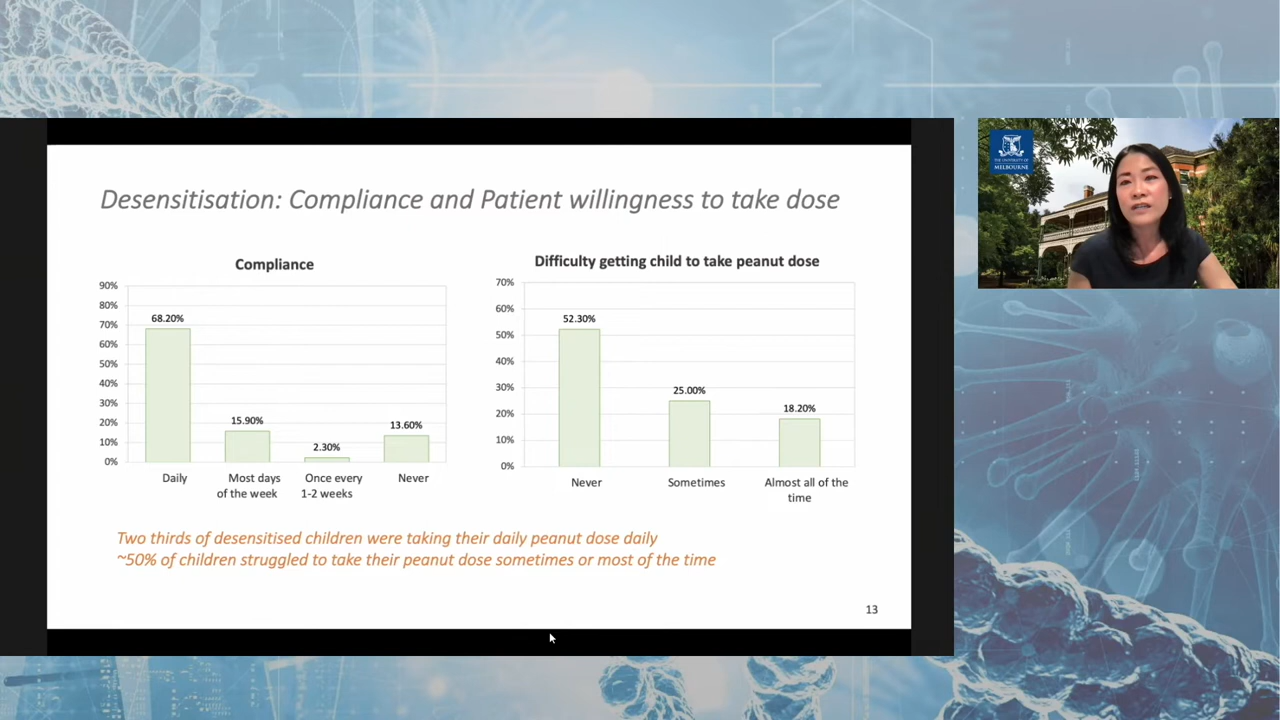 THE UNIVERSITY OF
MELBOURNE
Desensitisation: Compliance and Patient willingness to take dose
Compliance
90%
80%
70%
60%
50%
40%
30%
20%
10%
0%
68.20%
15.90%
2.30%
13.60%
Daily
Most days
of the week
Once every
1-2 weeks
Never
Difficulty getting child to take peanut dose
70%
60%
50%
40%
30%
20%
10%
0%
52.30%
25.00%
18.20%
Never
Sometimes
Almost all of the
time
Two thirds of desensitised children were taking their daily peanut dose daily
~50% of children struggled to take their peanut dose sometimes or most of the time
13